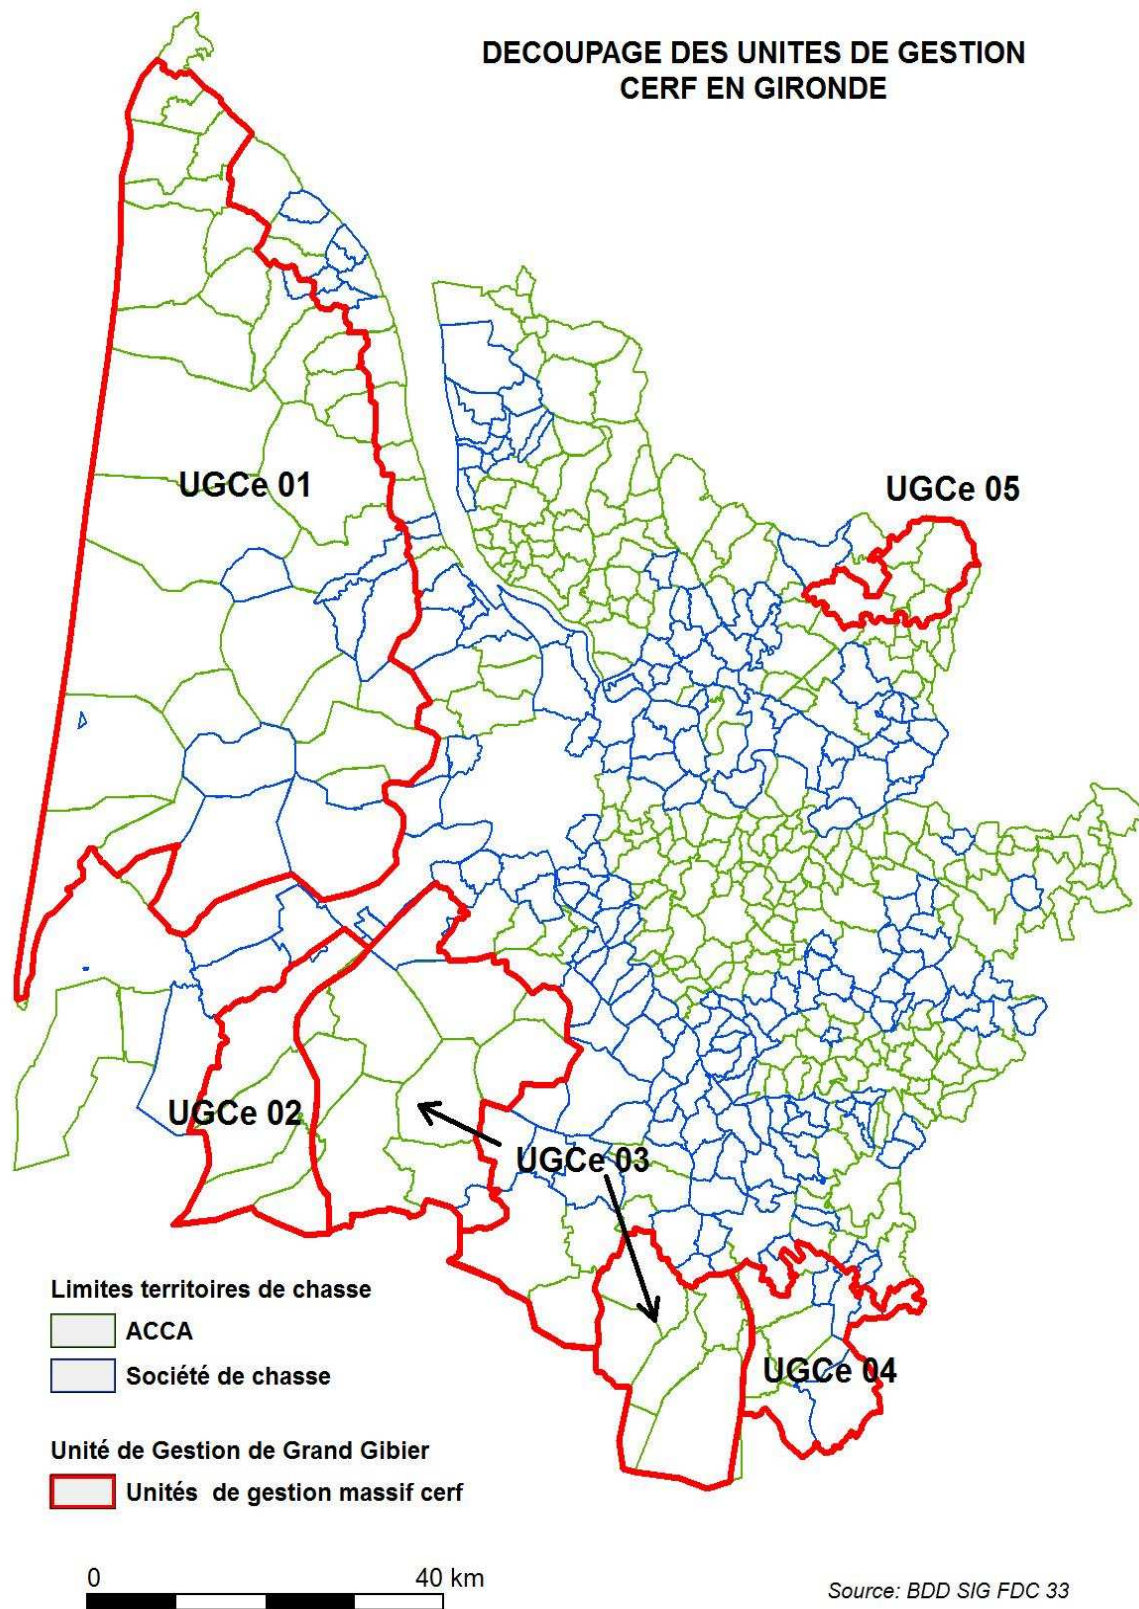 DECOUPAGE DES UNITES DE GESTION
CERF EN GIRONDE
UGCe 01
UGCe 05
UGCe 02
UGCe 03
UGCe 04
Limites territoires de chasse
ACCA
Société de chasse
Unité de Gestion de Grand Gibier
Unités de gestion massif cerf
0 40 km
Source: BDD SIG FDC 33